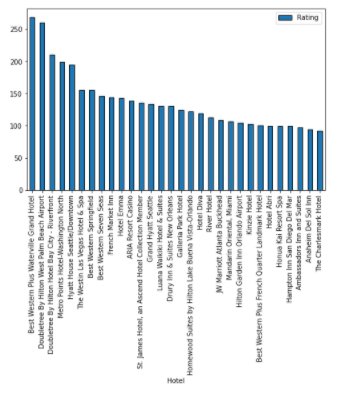 Rating
250
200
150
100
50
0
Best Western Plus Waterville Grand Hotel
Doubletree By Hilton West Palm Beach Airport
Doubletree By Hilton Hotel Bay City - Riverfront
Metro Points Hotel-Washington North
Hyatt House Seattle/Downtown
The Westin Las Vegas Hotel & Spa
Best Western Springfield
Best Western Seven Seas
French Market Inn
Hotel Emma
ARIA Resort Casino
St. James Hotel, an Ascend Hotel Collection Member
Grand Hyatt Seattle
Luana Waikiki Hotel & Suites
Drury Inn & Suites New Orleans
Galleria Park Hotel
Homewood Suites by Hilton Lake Buena Vista-Orlando
Hotel Diva
River Hotel
JW Marriott Atlanta Buckhead
Mandarin Oriental, Miami
Hilton Garden Inn Orlando Airport
Kinzie Hotel
Best Western Plus French Quarter Landmark Hotel
Hotel Abri
Honua Kai Resort Spa
Hampton Inn San Diego Del Mar
Ambassadors Inn and Suites
Anaheim Del Sol Inn
The Charlesmark Hotel
Hotel